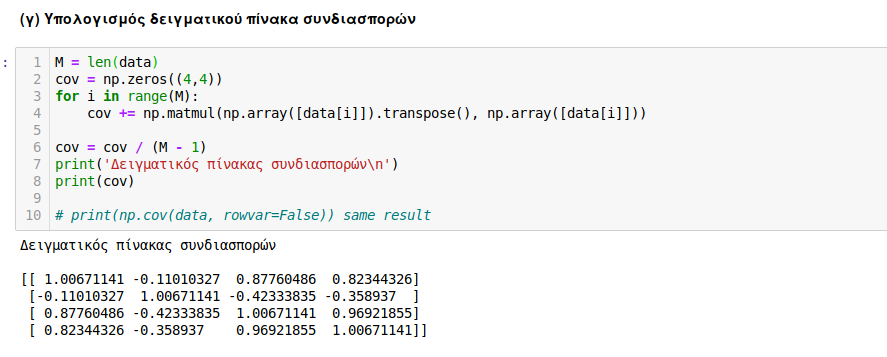 (γ) Υπολογισμός δειγματικού πίνακα συνδιασπορών
:
1 M = len(data)
2 cov = np.zeros((4,4))
3 for i in range(M):
4     cov += np.matmul(np.array([data[i]]).transpose(), np.array([data[i]]))
5
6 cov = cov / (M - 1)
7 print('Δειγματικός πίνακας συνδιασπορών\n')
8 print(cov)
9
10 # print(np.cov(data, rowvar=False)) same result
Δειγματικός πίνακας συνδιασπορών
[[ 1.00671141 -0.11010327  0.87760486  0.82344326]
 [-0.11010327  1.00671141 -0.42333835 -0.358937  ]
 [ 0.87760486 -0.42333835  1.00671141  0.96921855]
 [ 0.82344326 -0.358937    0.96921855  1.00671141]]